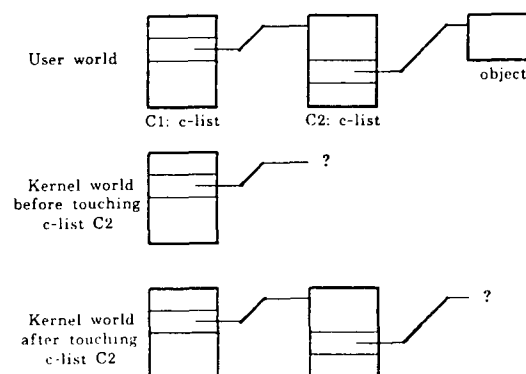 User world
object
C1: c-list
C2: c-list
Kernel world
before touching
c-list C2
?
Kernel world
after touching
c-list C2
?